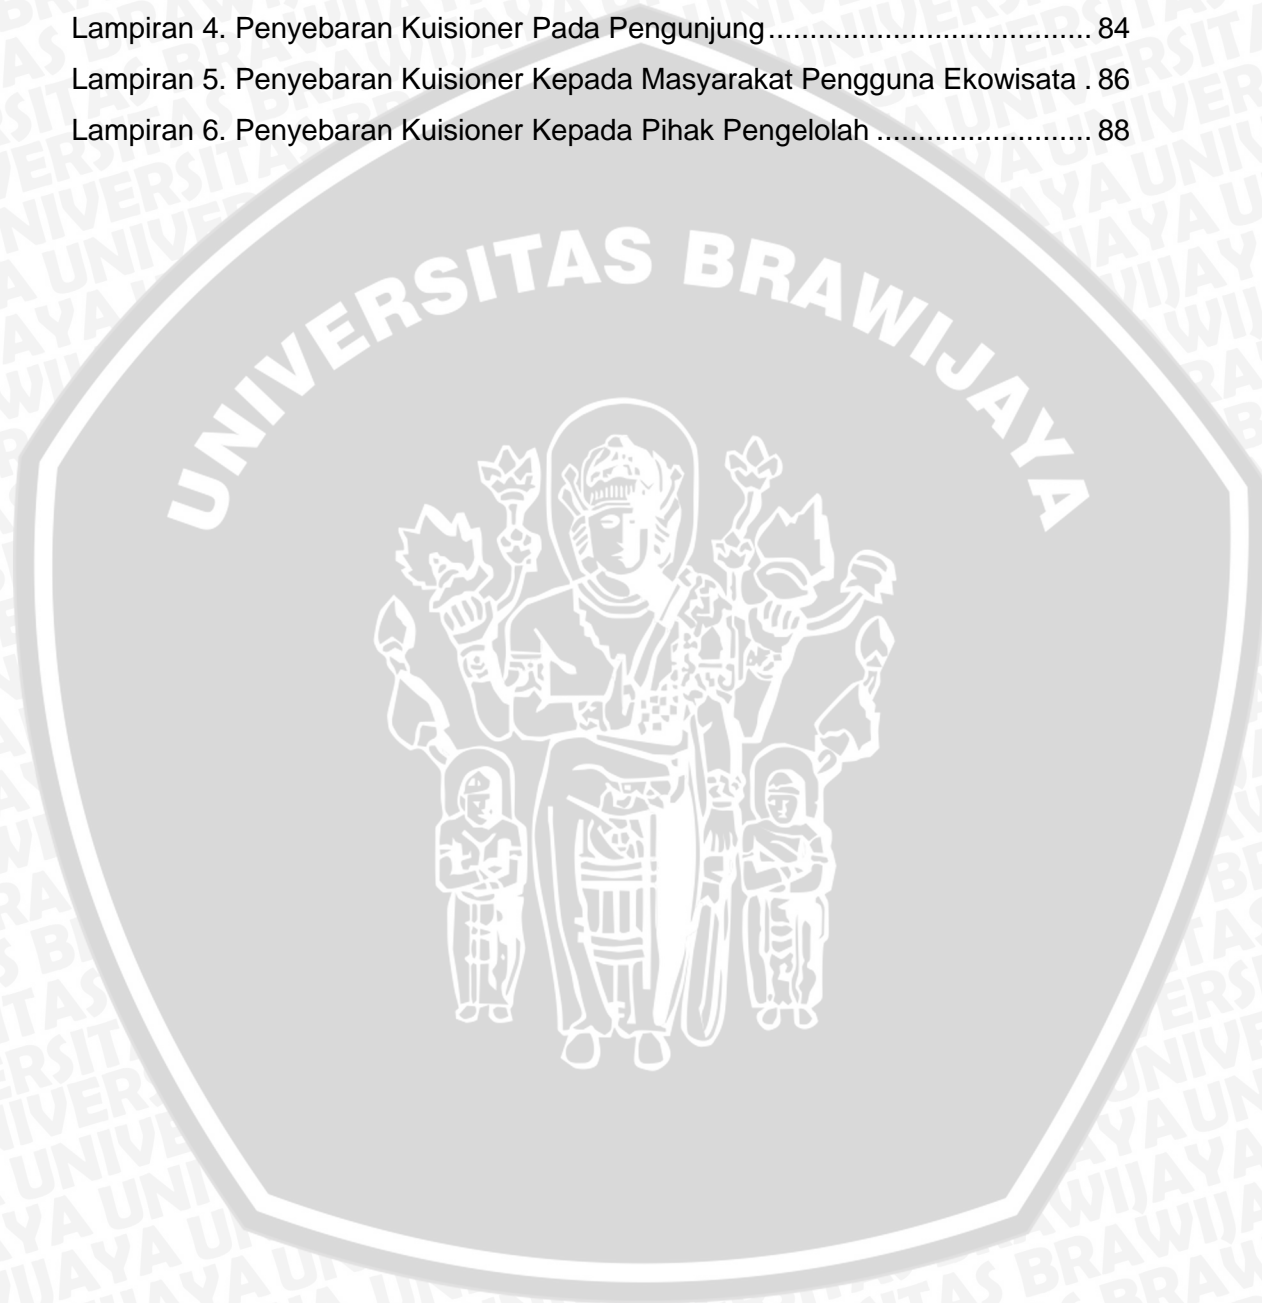 Lampiran 4. Penyebaran Kuisioner Pada Pengunjung....................................... 84
Lampiran 5. Penyebaran Kuisioner Kepada Masyarakat Pengguna Ekowisata . 86
Lampiran 6. Penyebaran Kuisioner Kepada Pihak Pengelolah .......................... 88
UNIVERSITAS BRAWIJAYA